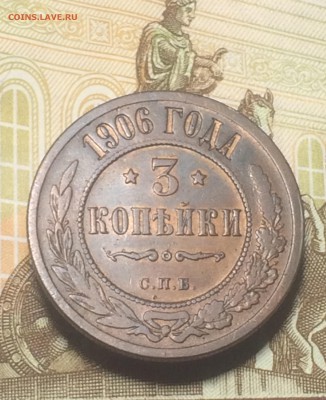 COINS.LAVE.RU
1906 ГОДА
3
КОПѢЙКИ
С.П.Б.